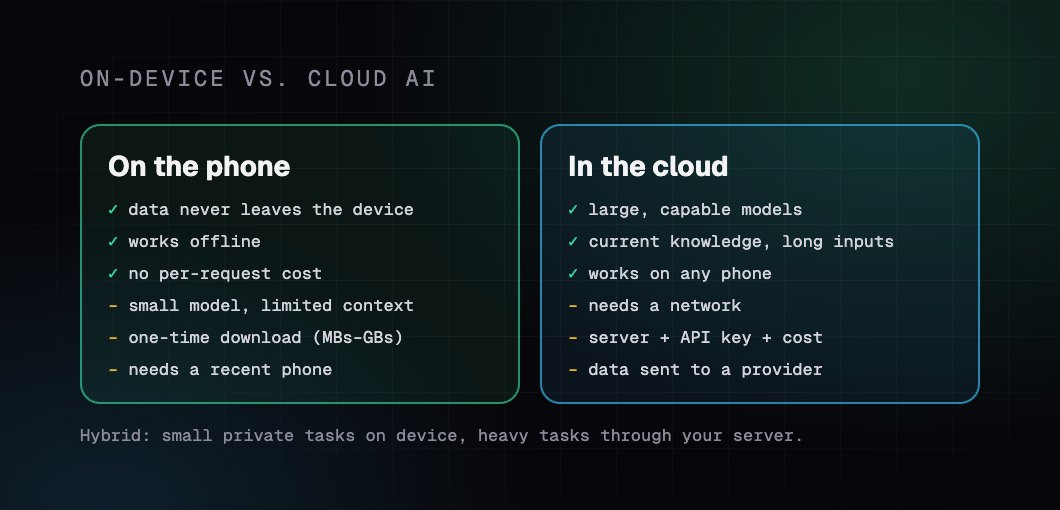 ON-DEVICE VS. CLOUD AI
On the phone
✓ data never leaves the device
✓ works offline
✓ no per-request cost
– small model, limited context
– one-time download (MBs–GBs)
– needs a recent phone
In the cloud
✓ large, capable models
✓ current knowledge, long inputs
✓ works on any phone
– needs a network
– server + API key + cost
– data sent to a provider
Hybrid: small private tasks on device, heavy tasks through your server.